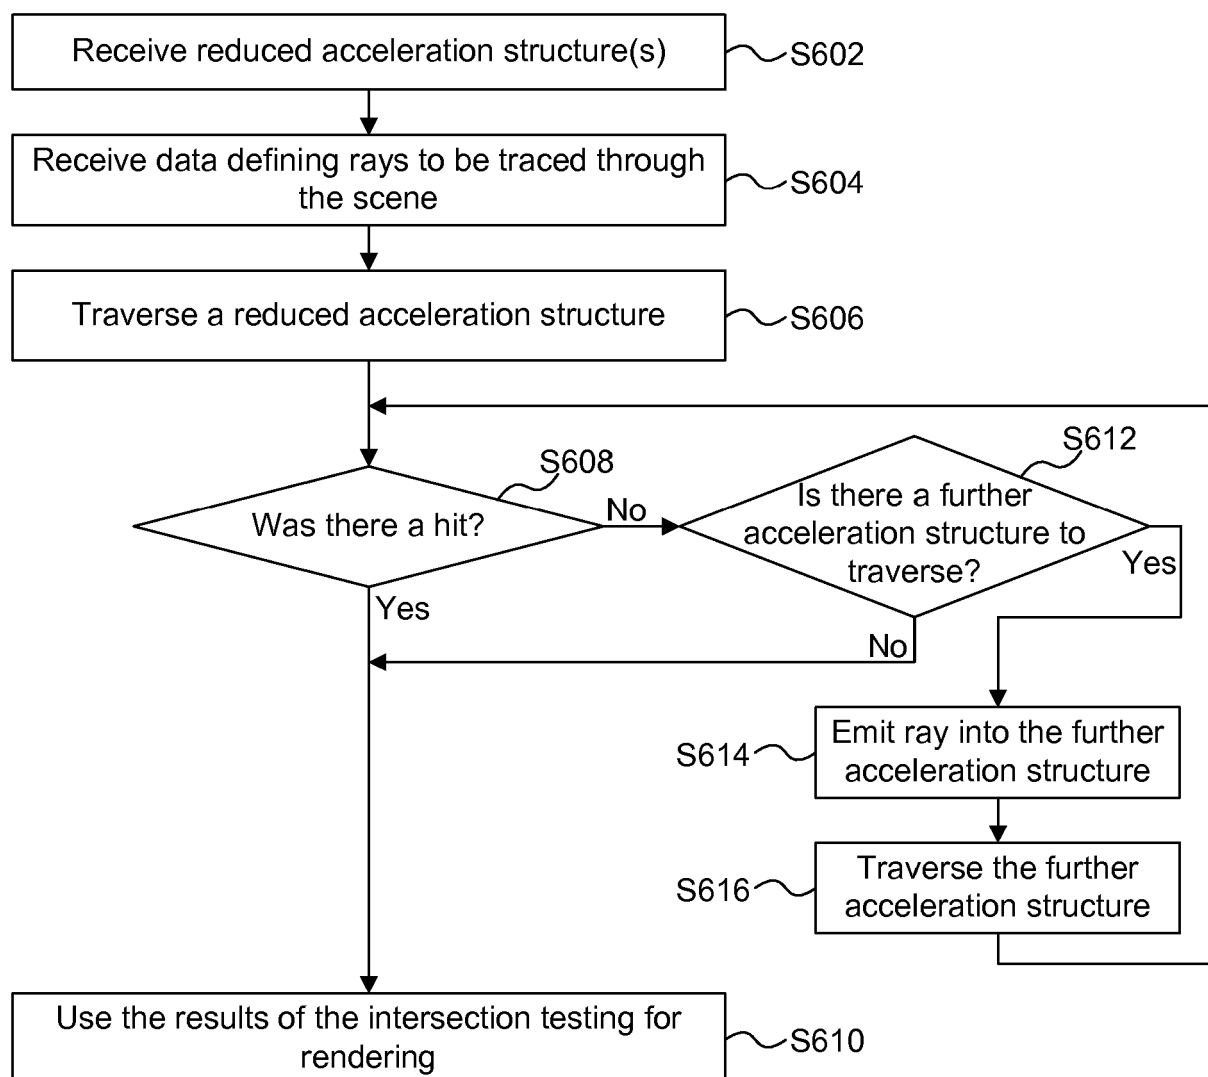 Receive reduced acceleration structure(s)
S602
Receive data defining rays to be traced through
the scene
S604
Traverse a reduced acceleration structure
S606
S608
Was there a hit?
No
Yes
S612
Is there a further
acceleration structure to
traverse?
Yes
No
S614
Emit ray into the further
acceleration structure
S616
Traverse the further
acceleration structure
Use the results of the intersection testing for
rendering
S610